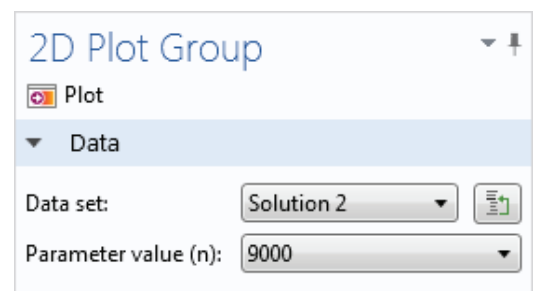 2D Plot Group
Plot
Data
Data set: Solution 2
Parameter value (n): 9000